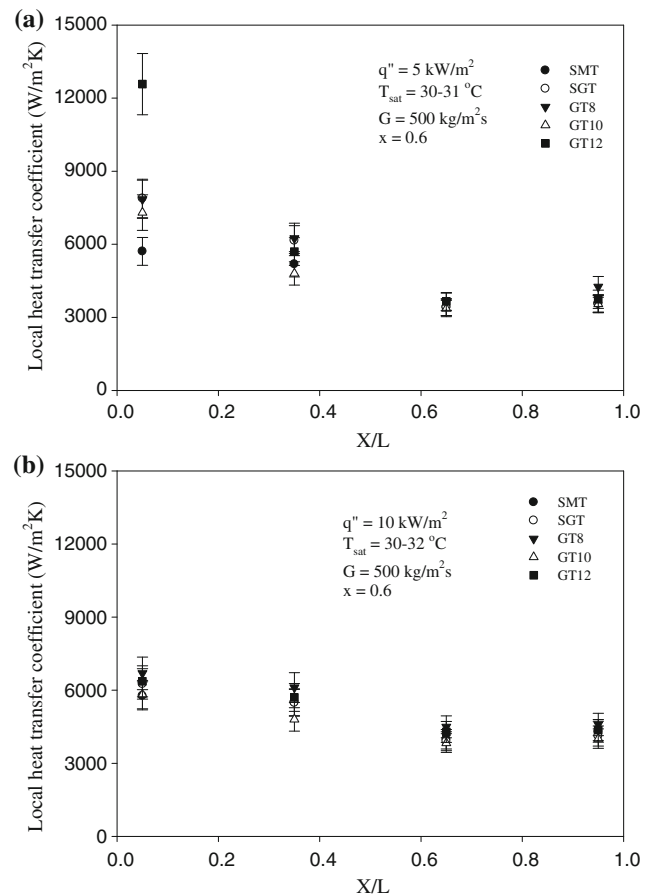 (a)
Local heat transfer coefficient (W/m²K)
15000
12000
9000
6000
3000
0
q" = 5 kW/m²
T_sat = 30-31 °C
G = 500 kg/m²s
x = 0.6
SMT
SGT
GT8
GT10
GT12
0.0 0.2 0.4 0.6 0.8 1.0
X/L
(b)
Local heat transfer coefficient (W/m²K)
15000
12000
9000
6000
3000
0
q" = 10 kW/m²
T_sat = 30-32 °C
G = 500 kg/m²s
x = 0.6
SMT
SGT
GT8
GT10
GT12
0.0 0.2 0.4 0.6 0.8 1.0
X/L